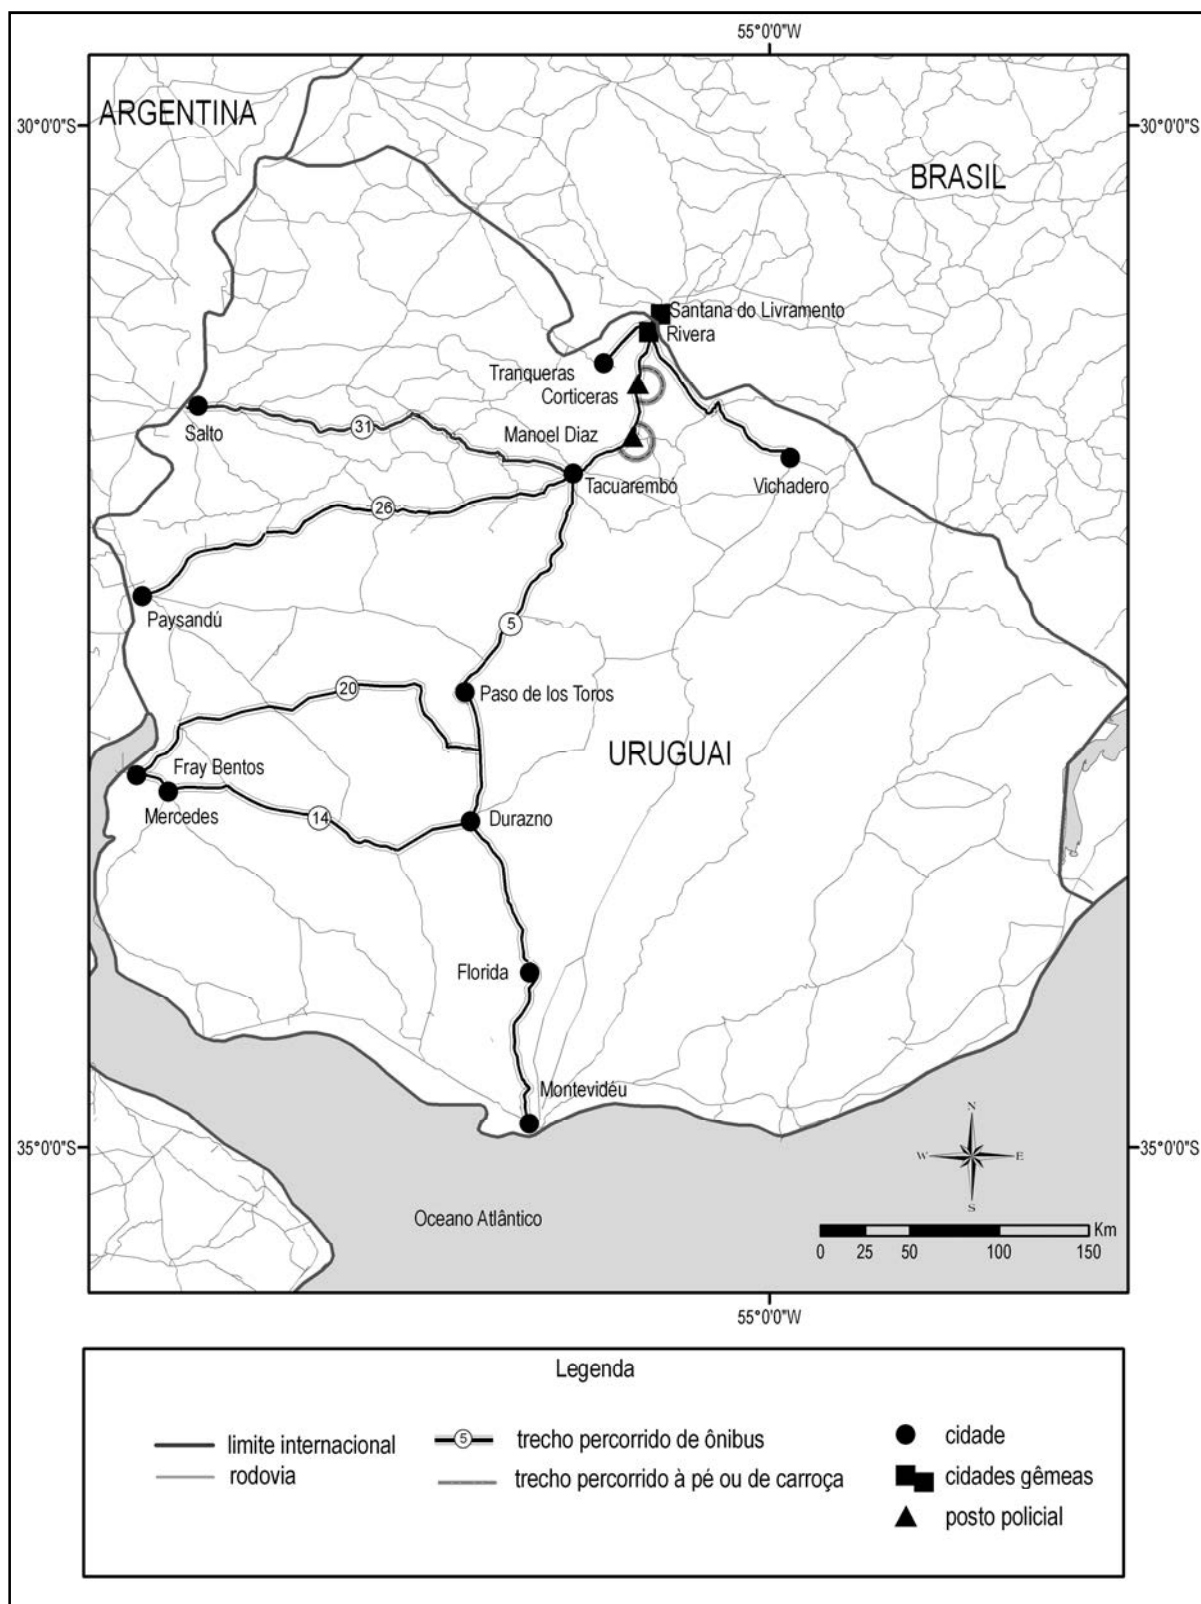 55°0'0"W
ARGENTINA
30°0'0"S
30°0'0"S
BRASIL
Santana do Livramento
Rivera
Tranqueras
Corticeras
Salto
31
Manoel Diaz
Tacuarembó
Vichadero
26
Paysandú
5
20
Paso de los Toros
URUGUAI
Fray Bentos
Mercedes
14
Durazno
Florida
Montevidéu
N
W
E
S
35°0'0"S
35°0'0"S
Oceano Atlântico
Km
0 25 50 100 150
55°0'0"W
Legenda
limite internacional
rodovia
5
trecho percorrido de ônibus
trecho percorrido à pé ou de carroça
cidade
cidades gêmeas
posto policial